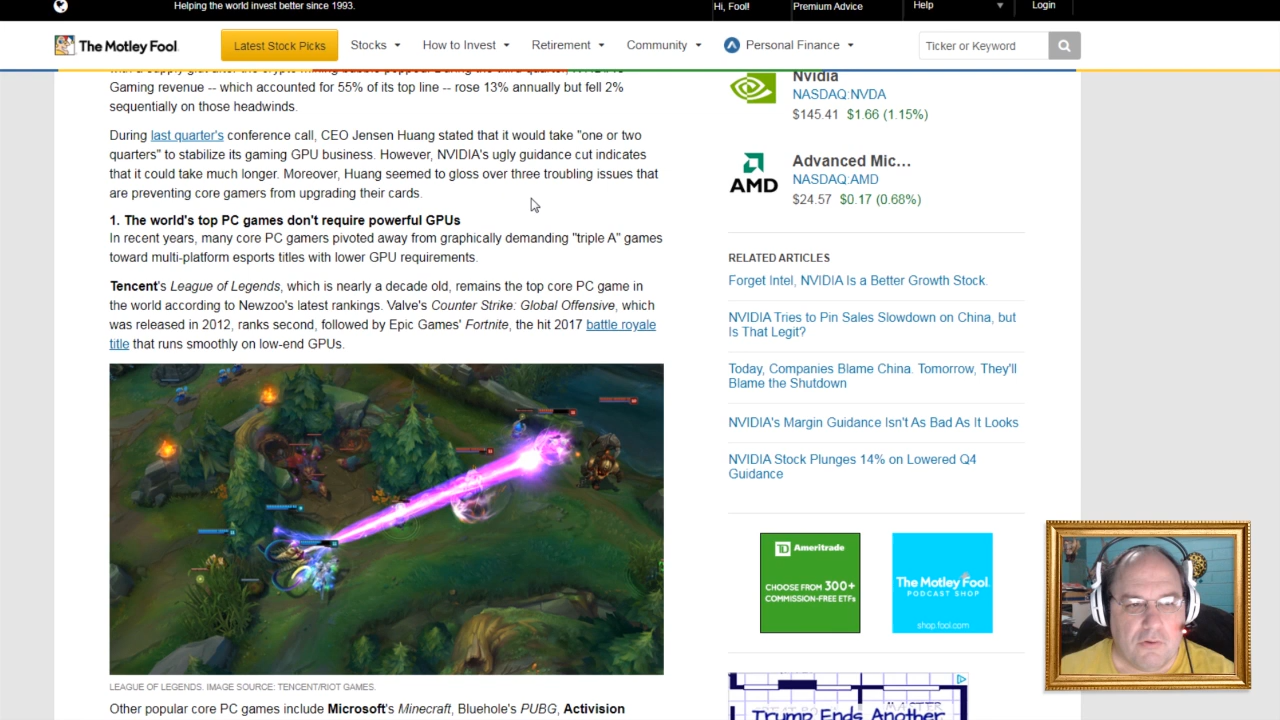 Helping the world invest better since 1993.
Hi, Fool!
Premium Advice
Help
Login
The Motley Fool
Latest Stock Picks
Stocks
How to Invest
Retirement
Community
Personal Finance
Ticker or Keyword
Gaming revenue -- which accounted for 55% of its top line -- rose 13% annually but fell 2%
sequentially on those headwinds.
During last quarter's conference call, CEO Jensen Huang stated that it would take "one or two
quarters" to stabilize its gaming GPU business. However, NVIDIA's ugly guidance cut indicates
that it could take much longer. Moreover, Huang seemed to gloss over three troubling issues that
are preventing core gamers from upgrading their cards.
1. The world's top PC games don't require powerful GPUs
In recent years, many core PC gamers pivoted away from graphically demanding "triple A" games
toward multi-platform esports titles with lower GPU requirements.
Tencent's League of Legends, which is nearly a decade old, remains the top core PC game in
the world according to Newzoo's latest rankings. Valve's Counter Strike: Global Offensive, which
was released in 2012, ranks second, followed by Epic Games' Fortnite, the hit 2017 battle royale
title that runs smoothly on low-end GPUs.
LEAGUE OF LEGENDS. IMAGE SOURCE: TENCENT/RIOT GAMES.
Other popular core PC games include Microsoft's Minecraft, Bluehole's PUBG, Activision
Nvidia
NASDAQ:NVDA
$145.41 $1.66 (1.15%)
AMD
Advanced Mic...
NASDAQ:AMD
$24.57 $0.17 (0.68%)
RELATED ARTICLES
Forget Intel, NVIDIA Is a Better Growth Stock.
NVIDIA Tries to Pin Sales Slowdown on China, but
Is That Legit?
Today, Companies Blame China. Tomorrow, They'll
Blame the Shutdown
NVIDIA's Margin Guidance Isn't As Bad As It Looks
NVIDIA Stock Plunges 14% on Lowered Q4
Guidance
TD Ameritrade
CHOOSE FROM 300+
COMMISSION-FREE ETFs
The Motley Fool
PODCAST SHOP
shop.fool.com
Trump Ends Another